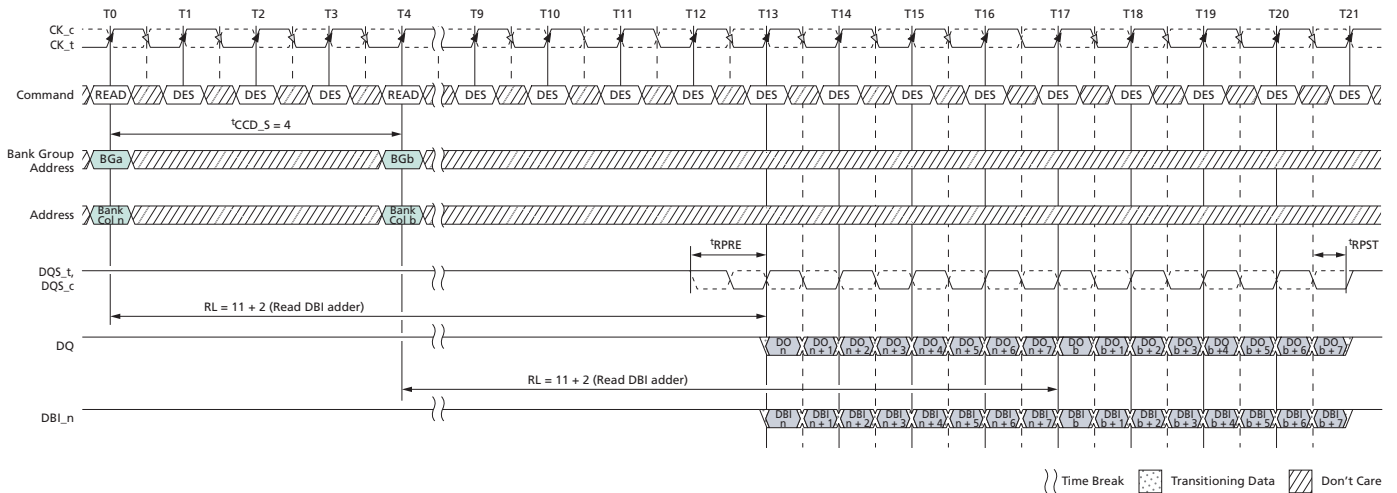 T0 T1 T2 T3 T4 T9 T10 T11 T12 T13 T14 T15 T16 T17 T18 T19 T20 T21
CK_c
CK_t
Command READ DES DES DES READ DES DES DES DES DES DES DES DES DES DES DES DES DES
tCCD_S = 4
Bank Group
Address
BGa BGb
Address
Bank
Col n
Bank
Col b
tRPRE tRPST
DQS_t,
DQS_c
RL = 11 + 2 (Read DBI adder)
DQ
DO
n
DO
n + 1
DO
n + 2
DO
n + 3
DO
n + 4
DO
n + 5
DO
n + 6
DO
n + 7
DO
b
DO
b + 1
DO
b + 2
DO
b + 3
DO
b + 4
DO
b + 5
DO
b + 6
DO
b + 7
RL = 11 + 2 (Read DBI adder)
DBI_n
DBI
n
DBI
n + 1
DBI
n + 2
DBI
n + 3
DBI
n + 4
DBI
n + 5
DBI
n + 6
DBI
n + 7
DBI
b
DBI
b + 1
DBI
b + 2
DBI
b + 3
DBI
b + 4
DBI
b + 5
DBI
b + 6
DBI
b + 7
Time Break Transitioning Data Don't Care